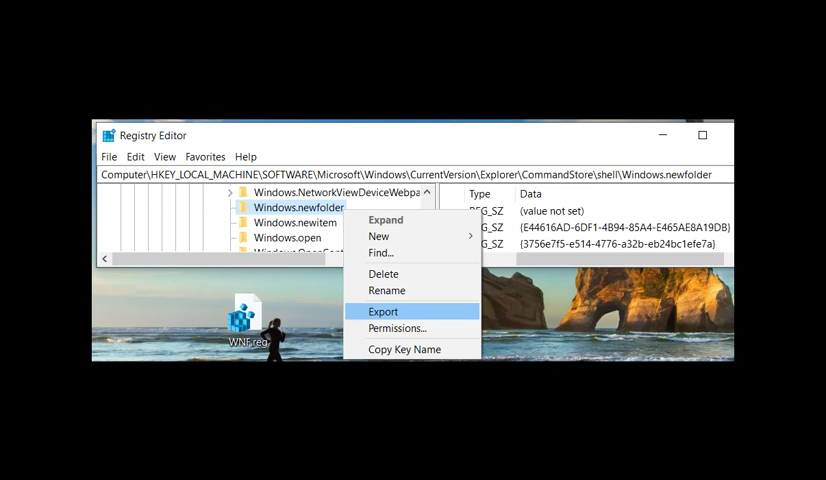 Registry Editor
File Edit View Favorites Help
Computer\HKEY_LOCAL_MACHINE\SOFTWARE\Microsoft\Windows\CurrentVersion\Explorer\CommandStore\shell\Windows.newfolder
Windows.NetworkViewDeviceWebpa
Windows.newfolder
Windows.newitem
Windows.open
Type Data
(value not set)
_SZ {E44616AD-6DF1-4B94-85A4-E465AE8A19DB}
_SZ {3756e7f5-e514-4776-a32b-eb24bc1efe7a}
Expand
New
Find...
Delete
Rename
Export
Permissions...
Copy Key Name
WNF.reg